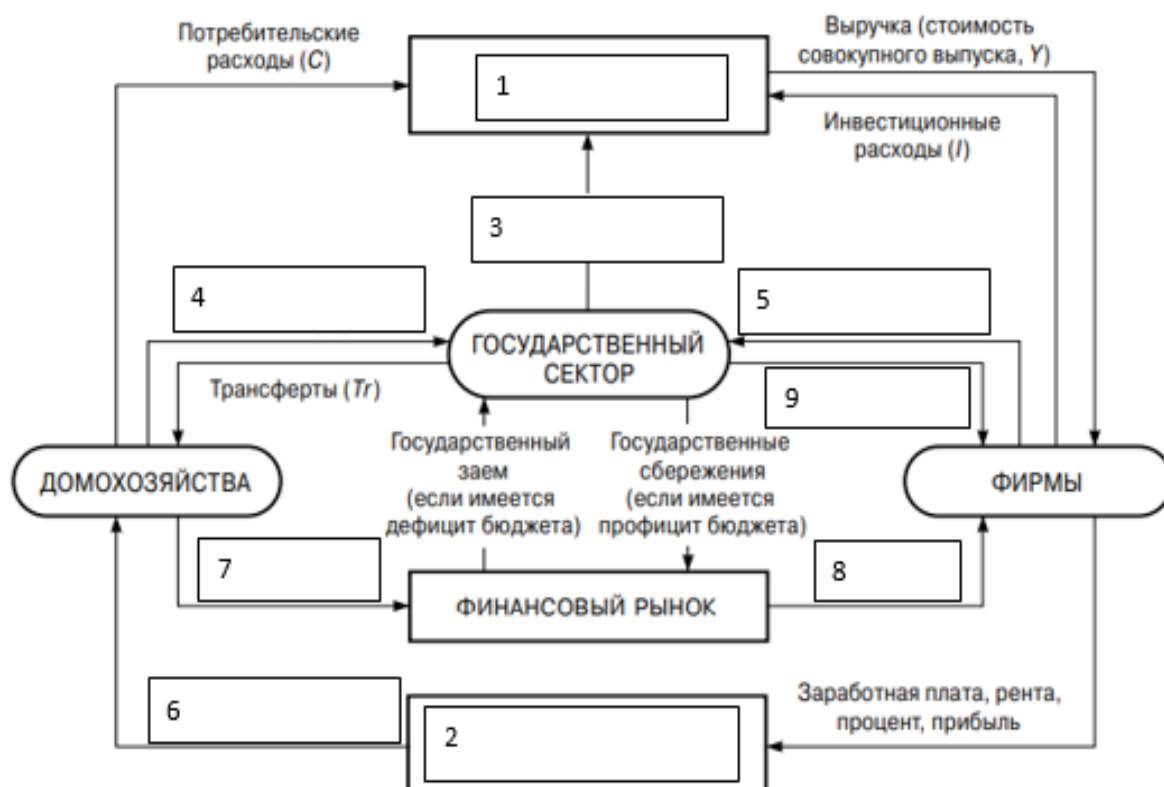 Потребительские
расходы (C)
Выручка (стоимость
совокупного выпуска, Y)
1
Инвестиционные
расходы (I)
3
4
5
ГОСУДАРСТВЕННЫЙ
СЕКТОР
Трансферты (Tr)
9
Государственный
заем
(если имеется
дефицит бюджета)
Государственные
сбережения
(если имеется
профицит бюджета)
ДОМОХОЗЯЙСТВА
ФИРМЫ
7
8
ФИНАНСОВЫЙ РЫНОК
6
2
Заработная плата, рента,
процент, прибыль